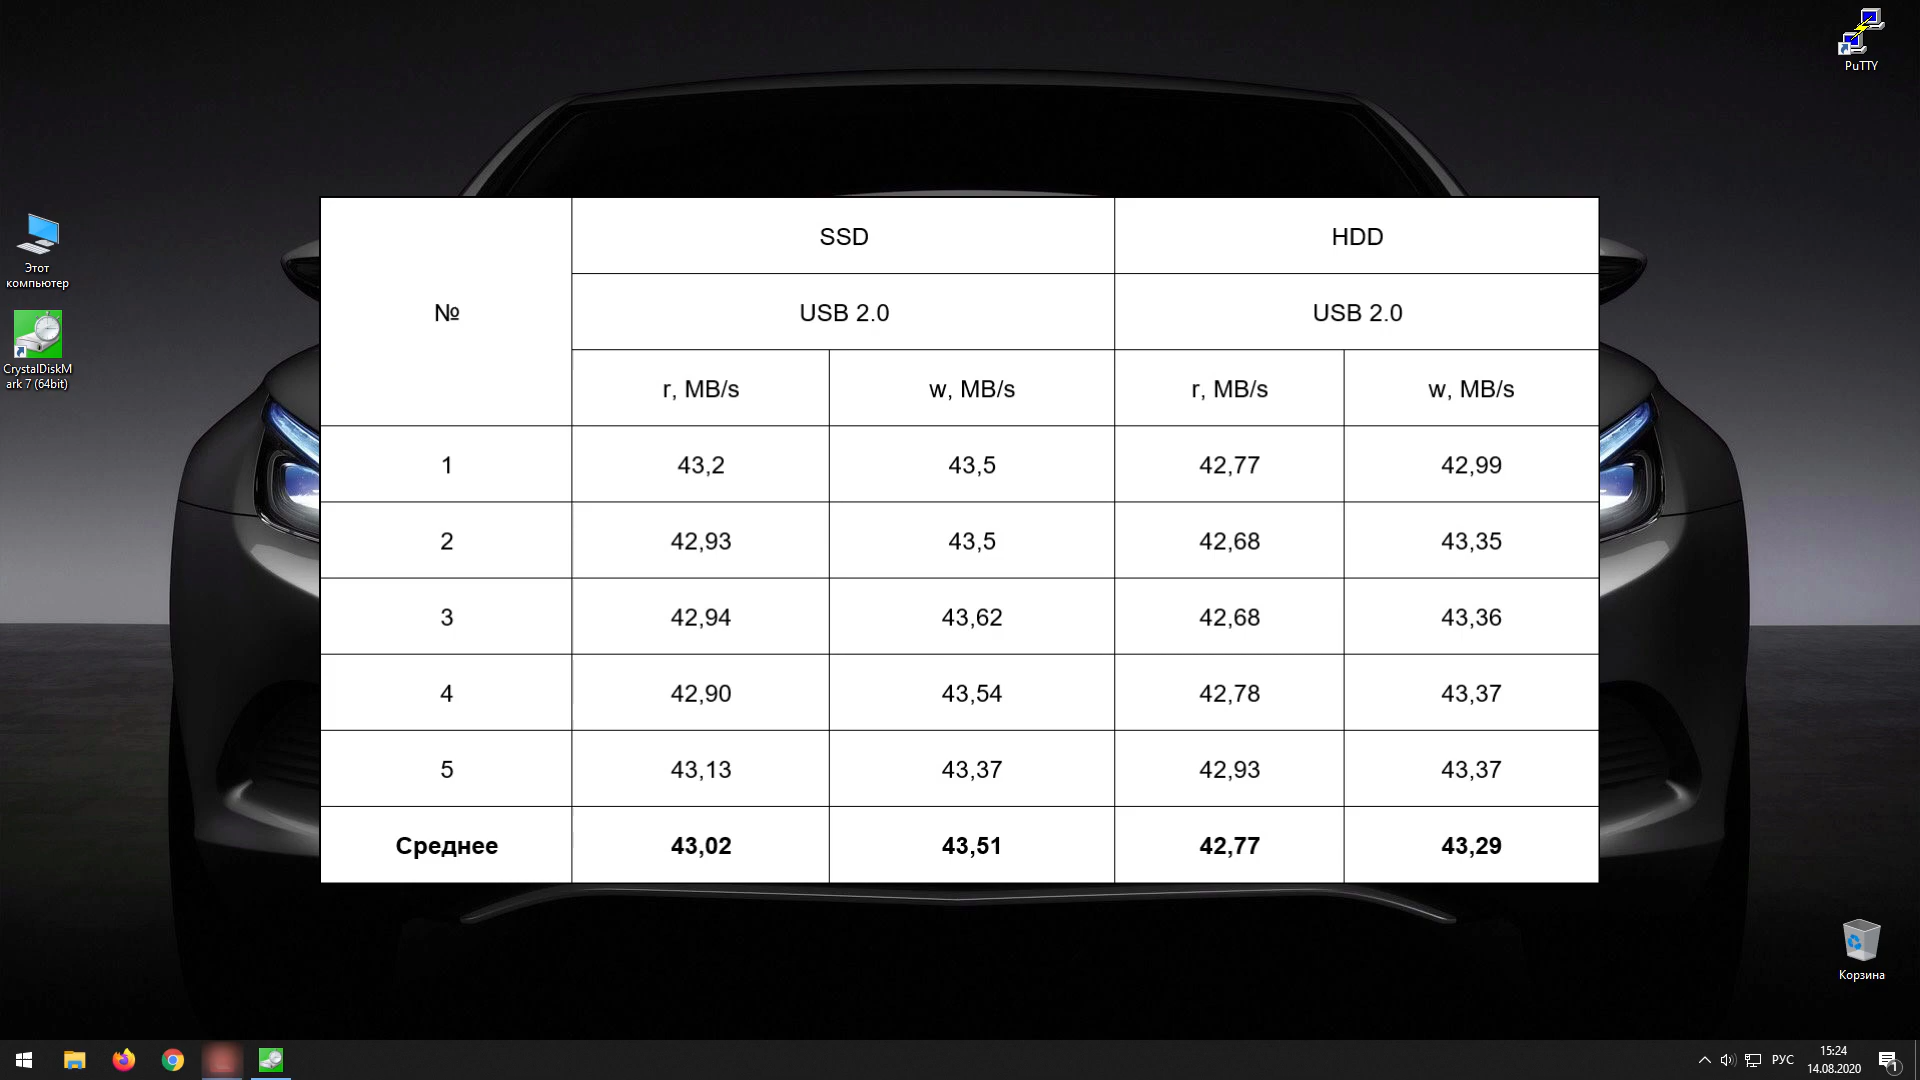 PuTTY
Этот
компьютер
CrystalDiskM
ark 7 (64bit)
№ SSD HDD
USB 2.0 USB 2.0
r, MB/s w, MB/s r, MB/s w, MB/s
1 43,2 43,5 42,77 42,99
2 42,93 43,5 42,68 43,35
3 42,94 43,62 42,68 43,36
4 42,90 43,54 42,78 43,37
5 43,13 43,37 42,93 43,37
Среднее 43,02 43,51 42,77 43,29
Корзина
РУС
15:24
14.08.2020
1